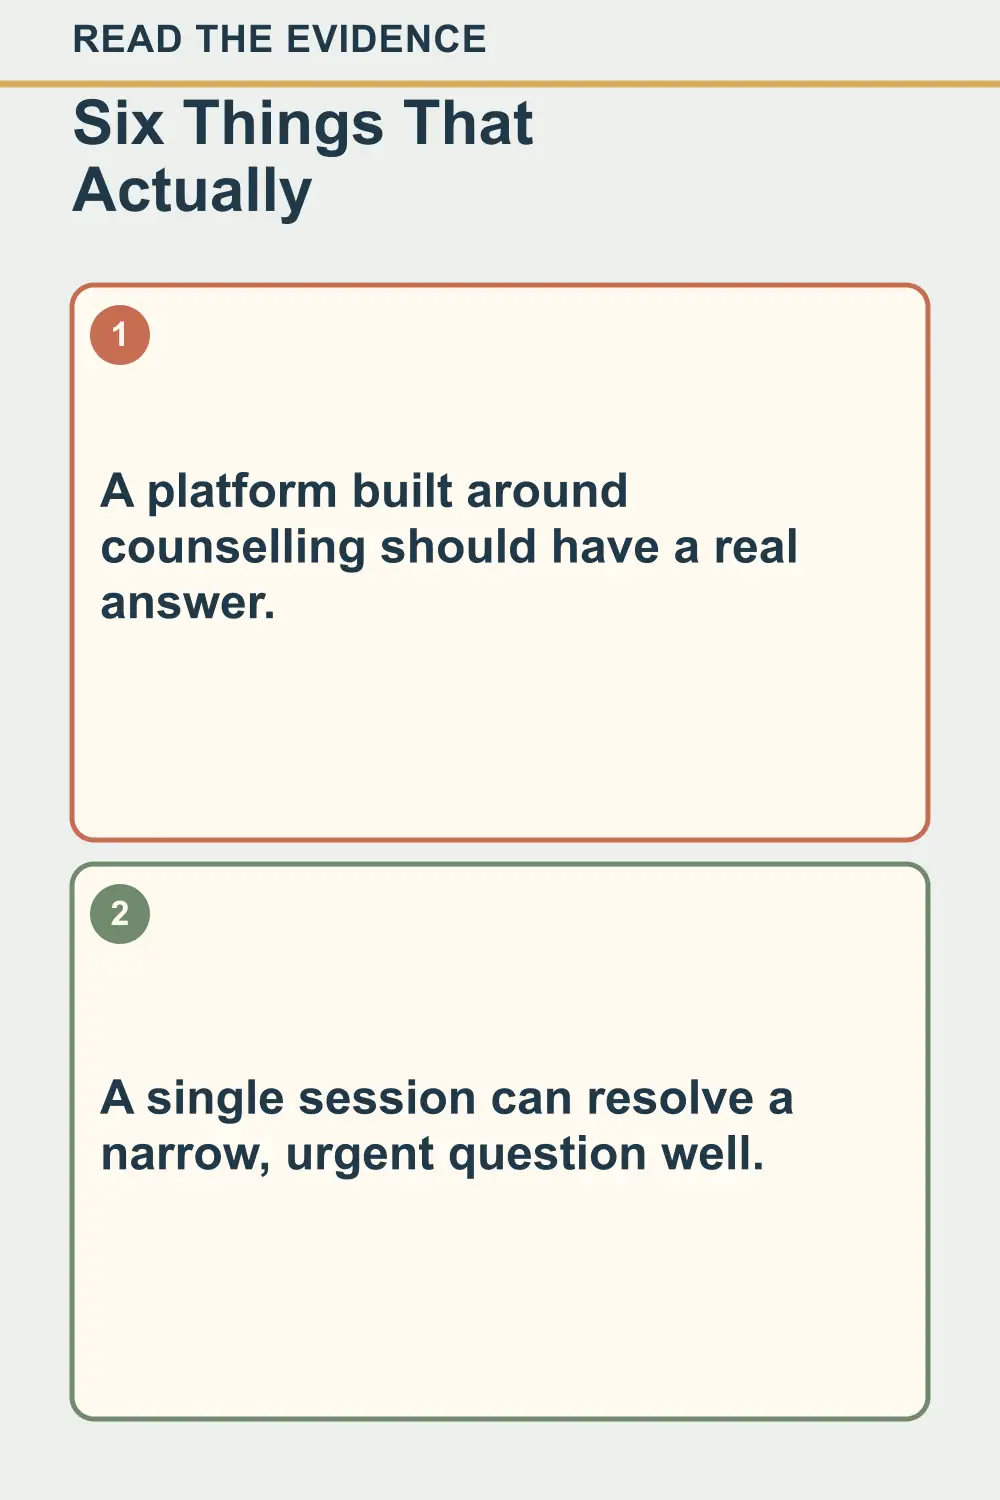 READ THE EVIDENCE
Six Things That
Actually
1
A platform built around
counselling should have a real
answer.
2
A single session can resolve a
narrow, urgent question well.